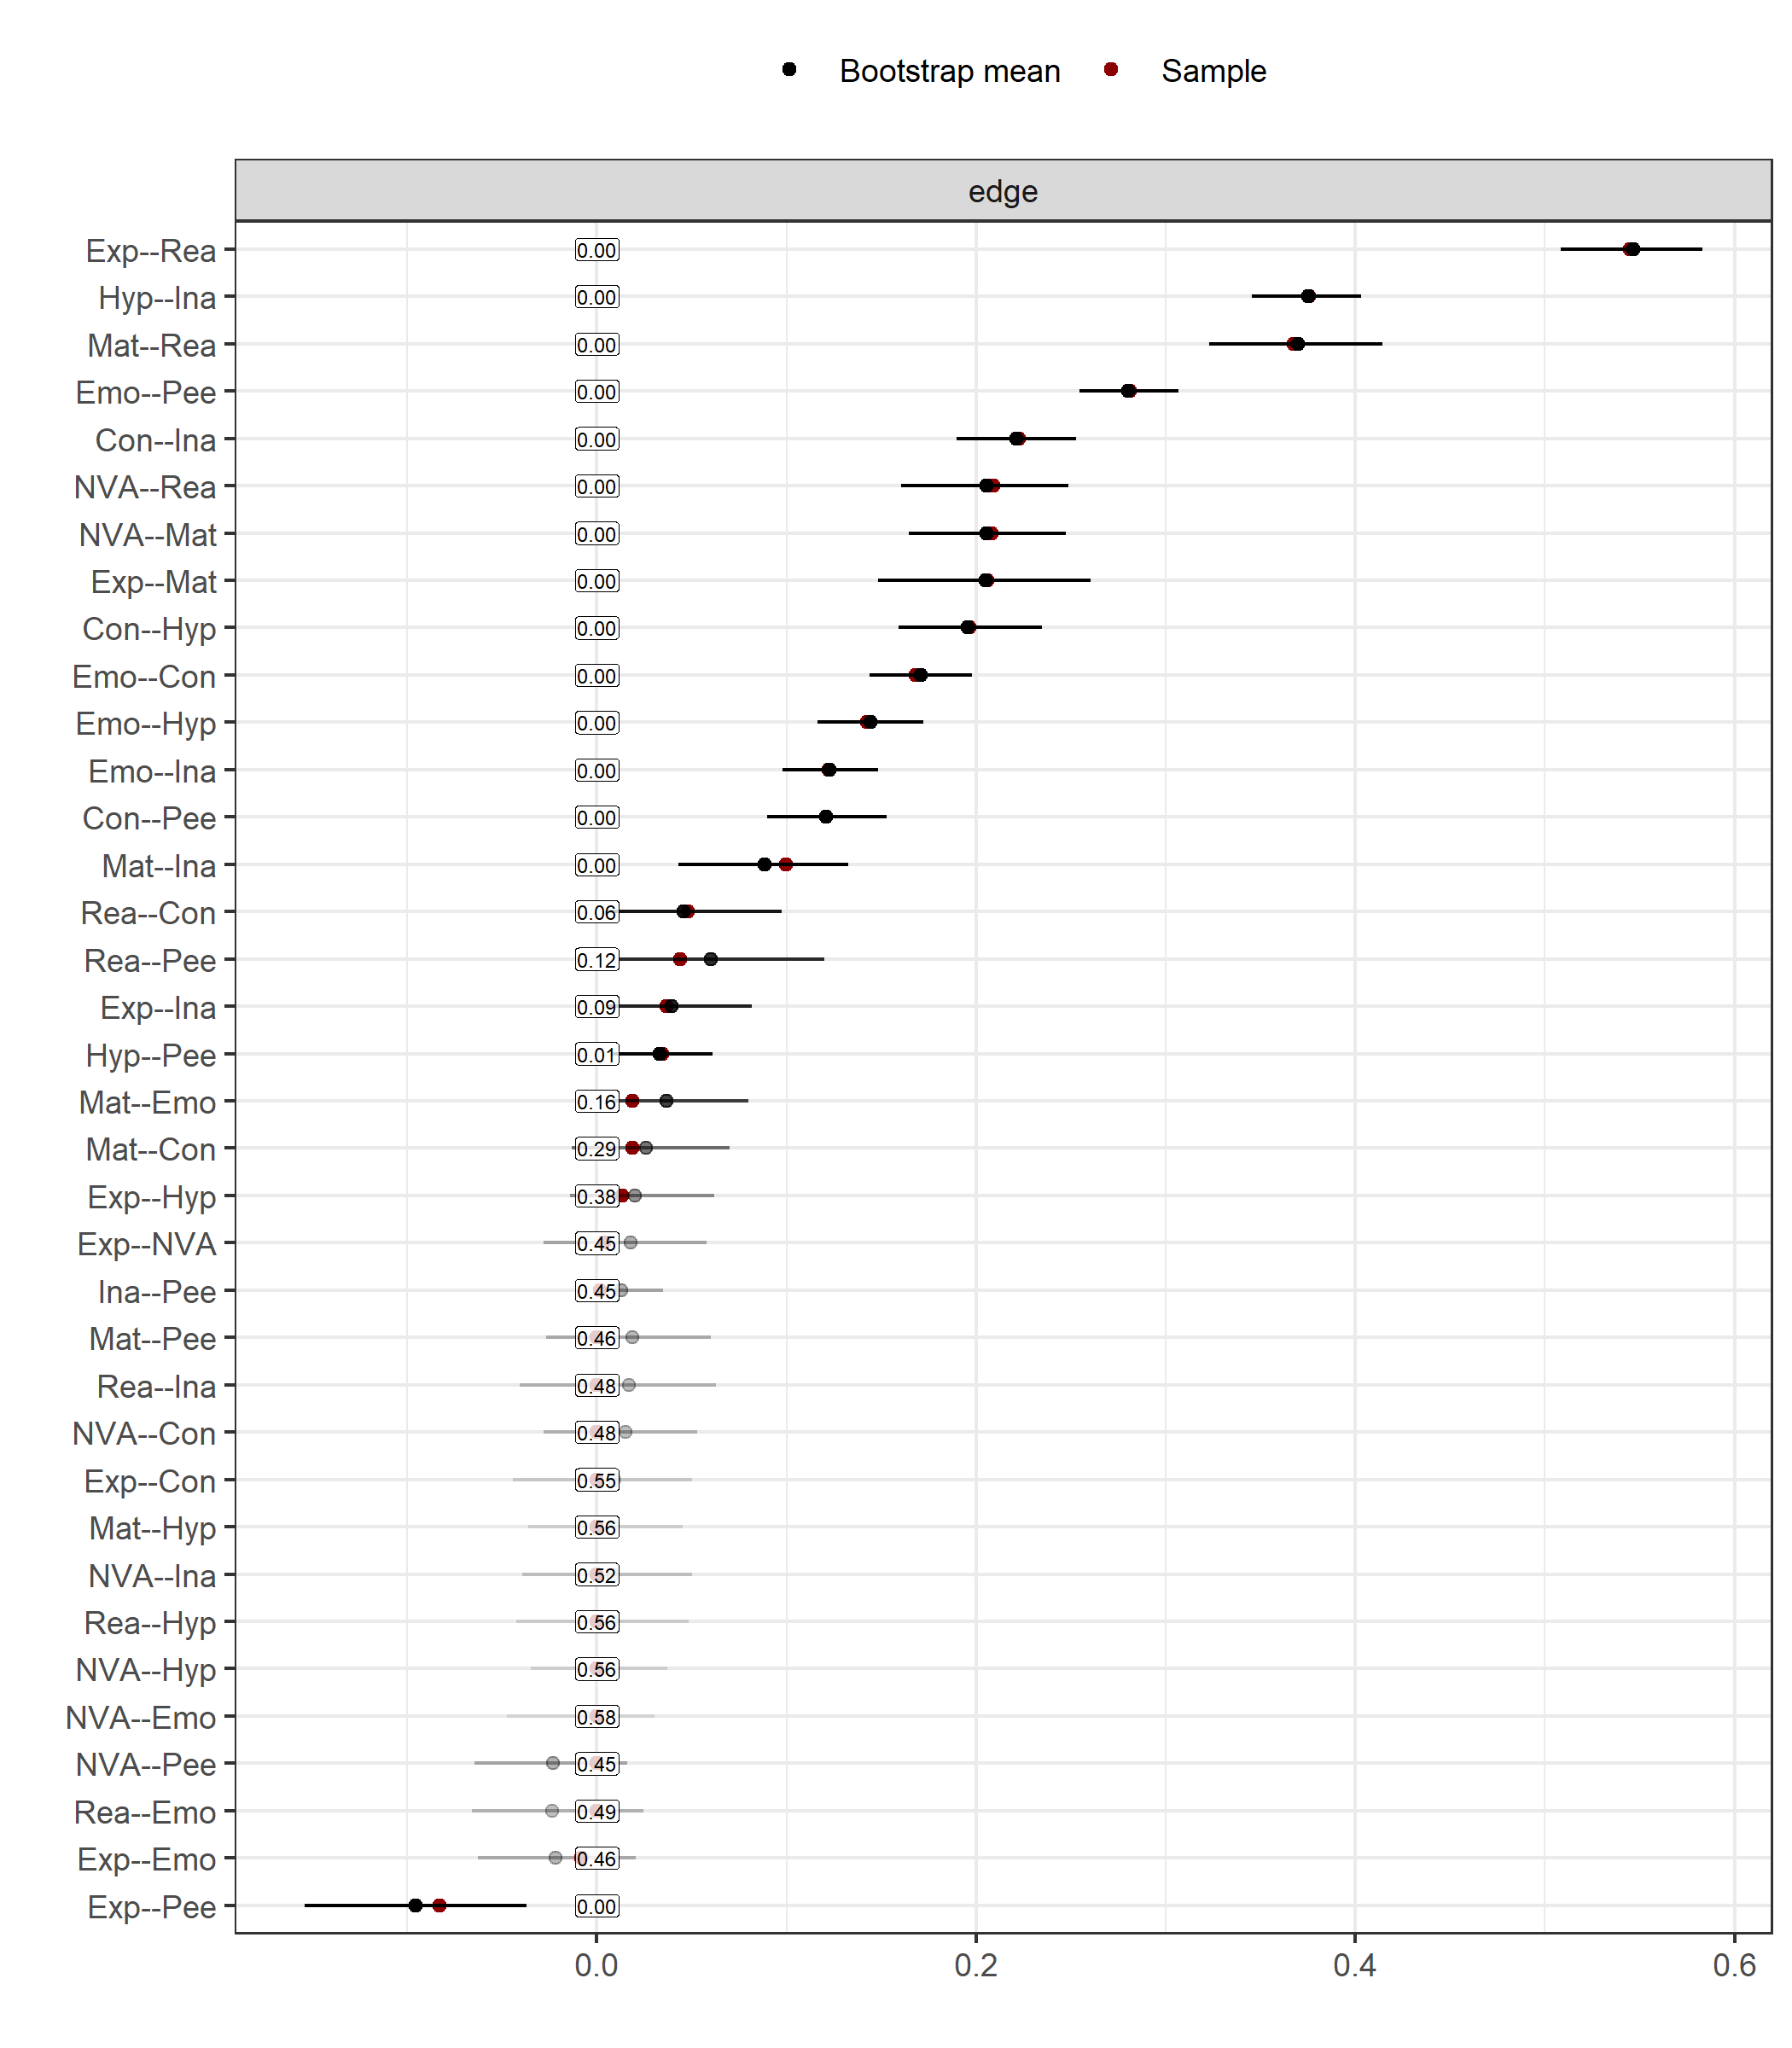 Bootstrap mean Sample
edge
Exp--Rea 0.00
Hyp--Ina 0.00
Mat--Rea 0.00
Emo--Pee 0.00
Con--Ina 0.00
NVA--Rea 0.00
NVA--Mat 0.00
Exp--Mat 0.00
Con--Hyp 0.00
Emo--Con 0.00
Emo--Hyp 0.00
Emo--Ina 0.00
Con--Pee 0.00
Mat--Ina 0.00
Rea--Con 0.06
Rea--Pee 0.12
Exp--Ina 0.09
Hyp--Pee 0.01
Mat--Emo 0.16
Mat--Con 0.29
Exp--Hyp 0.38
Exp--NVA 0.45
Ina--Pee 0.45
Mat--Pee 0.46
Rea--Ina 0.48
NVA--Con 0.48
Exp--Con 0.55
Mat--Hyp 0.56
NVA--Ina 0.52
Rea--Hyp 0.56
NVA--Hyp 0.56
NVA--Emo 0.58
NVA--Pee 0.45
Rea--Emo 0.49
Exp--Emo 0.46
Exp--Pee 0.00
0.0 0.2 0.4 0.6